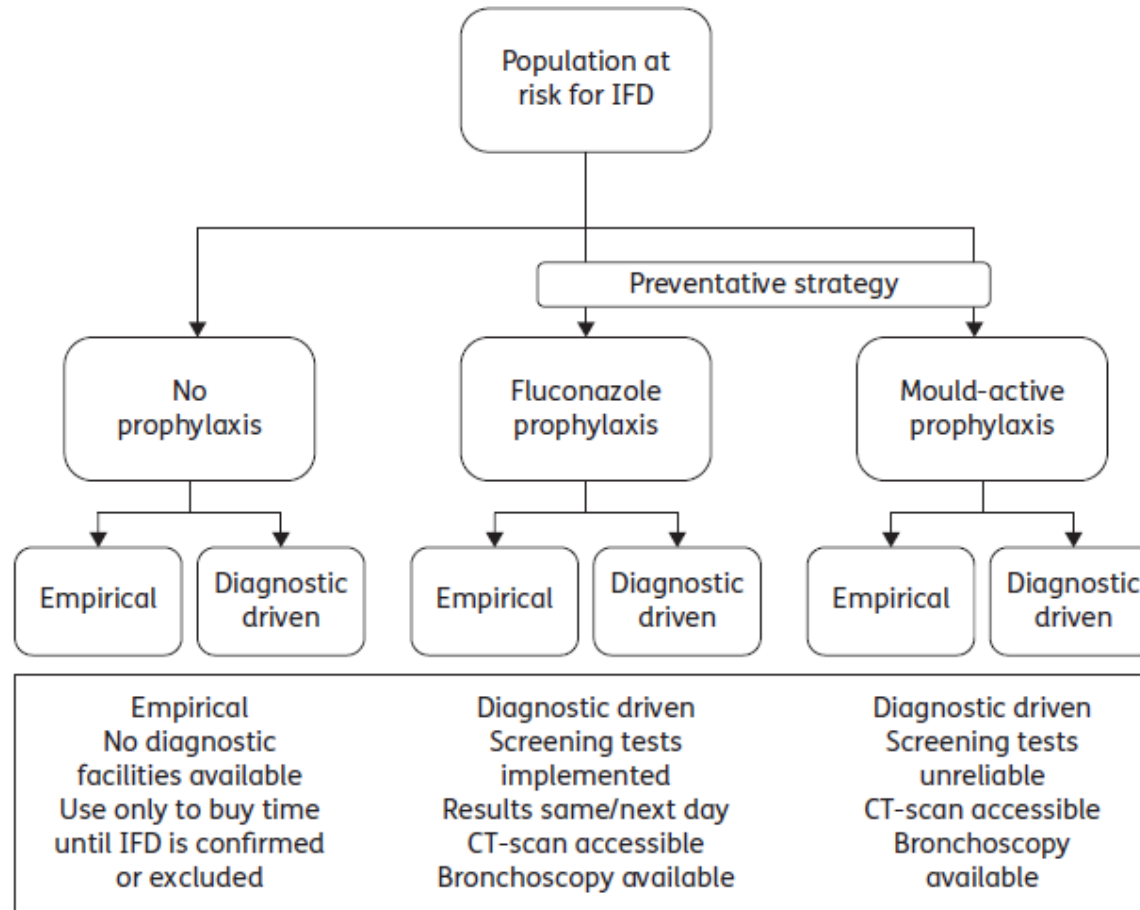 Population at
risk for IFD
Preventative strategy
No
prophylaxis
Fluconazole
prophylaxis
Mould-active
prophylaxis
Empirical
Diagnostic
driven
Empirical
Diagnostic
driven
Empirical
Diagnostic
driven
Empirical
No diagnostic
facilities available
Use only to buy time
until IFD is confirmed
or excluded
Diagnostic driven
Screening tests
implemented
Results same/next day
CT-scan accessible
Bronchoscopy available
Diagnostic driven
Screening tests
unreliable
CT-scan accessible
Bronchoscopy
available